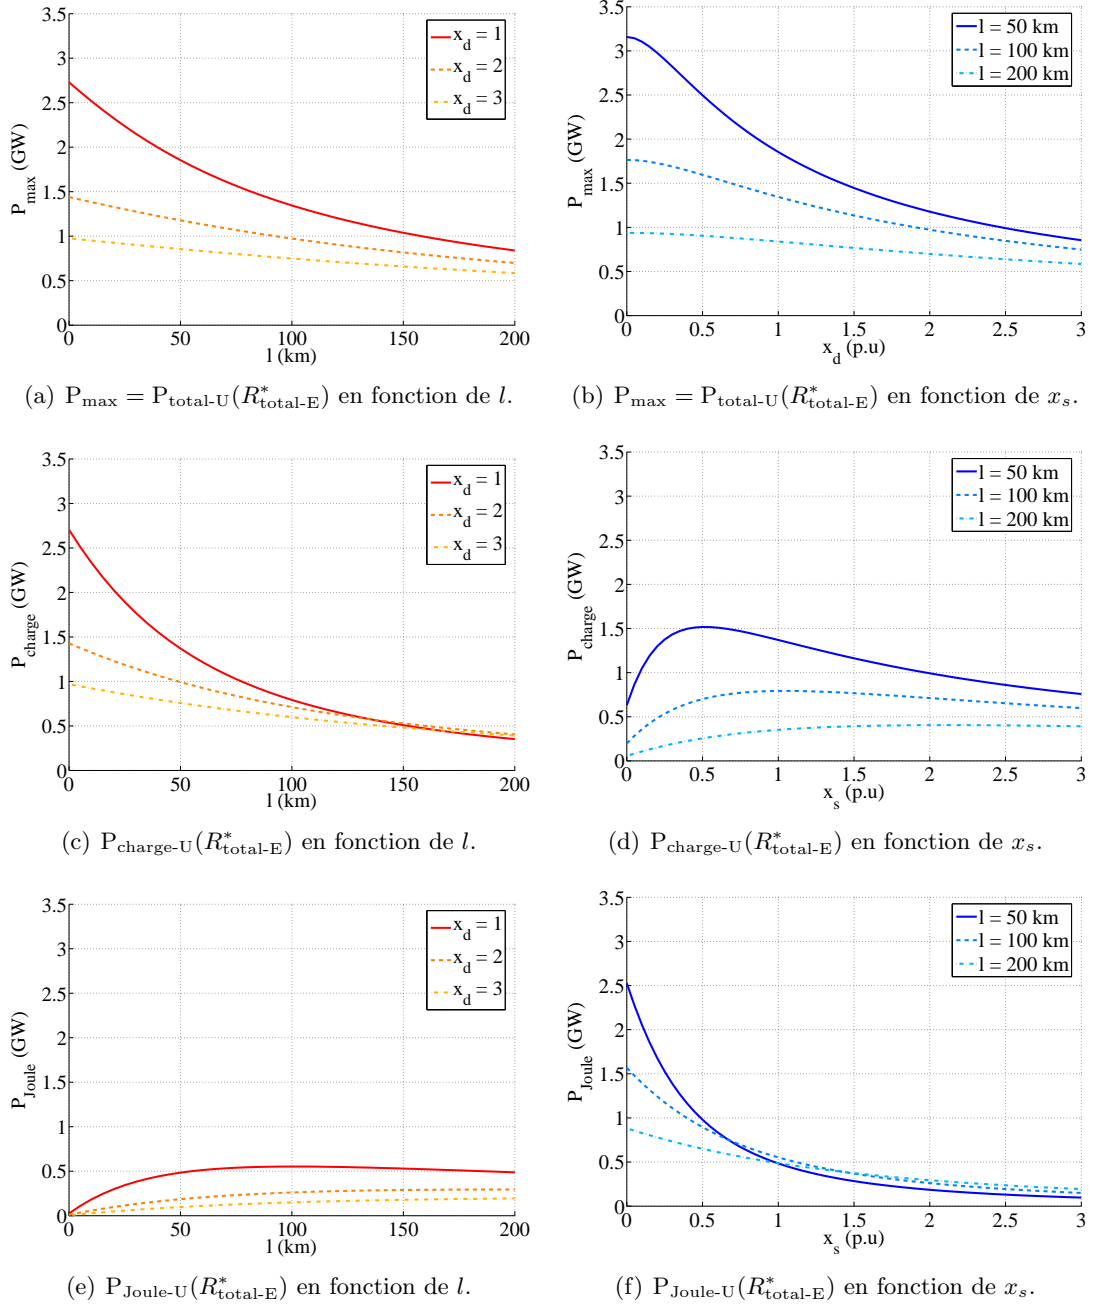 3.5
3
2.5
2
1.5
1
0.5
0
P_max (GW)
0 50 100 150 200
l (km)
x_d = 1
x_d = 2
x_d = 3
(a) P_max = P_total-U(R*_total-E) en fonction de l.
3.5
3
2.5
2
1.5
1
0.5
0
P_max (GW)
0 0.5 1 1.5 2 2.5 3
x_d (p.u)
l = 50 km
l = 100 km
l = 200 km
(b) P_max = P_total-U(R*_total-E) en fonction de x_s.
3.5
3
2.5
2
1.5
1
0.5
0
P_charge (GW)
0 50 100 150 200
l (km)
x_d = 1
x_d = 2
x_d = 3
(c) P_charge-U(R*_total-E) en fonction de l.
3.5
3
2.5
2
1.5
1
0.5
0
P_charge (GW)
0 0.5 1 1.5 2 2.5 3
x_s (p.u)
l = 50 km
l = 100 km
l = 200 km
(d) P_charge-U(R*_total-E) en fonction de x_s.
3.5
3
2.5
2
1.5
1
0.5
0
P_Joule (GW)
0 50 100 150 200
l (km)
x_d = 1
x_d = 2
x_d = 3
(e) P_Joule-U(R*_total-E) en fonction de l.
3.5
3
2.5
2
1.5
1
0.5
0
P_Joule (GW)
0 0.5 1 1.5 2 2.5 3
x_s (p.u)
l = 50 km
l = 100 km
l = 200 km
(f) P_Joule-U(R*_total-E) en fonction de x_s.